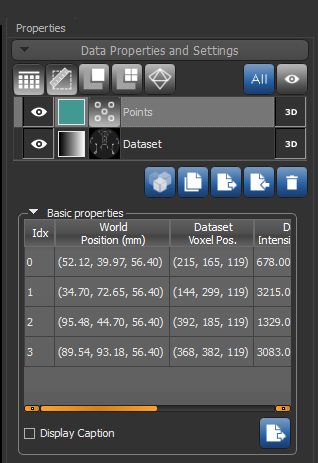 Properties
Data Properties and Settings
All
Points 3D
Dataset 3D
Basic properties
Idx World Position (mm) Dataset Voxel Pos. D Intensi
0 (52.12, 39.97, 56.40) (215, 165, 119) 678.00
1 (34.70, 72.65, 56.40) (144, 299, 119) 3215.0
2 (95.48, 44.70, 56.40) (392, 185, 119) 1329.0
3 (89.54, 93.18, 56.40) (368, 382, 119) 3083.0
Display Caption